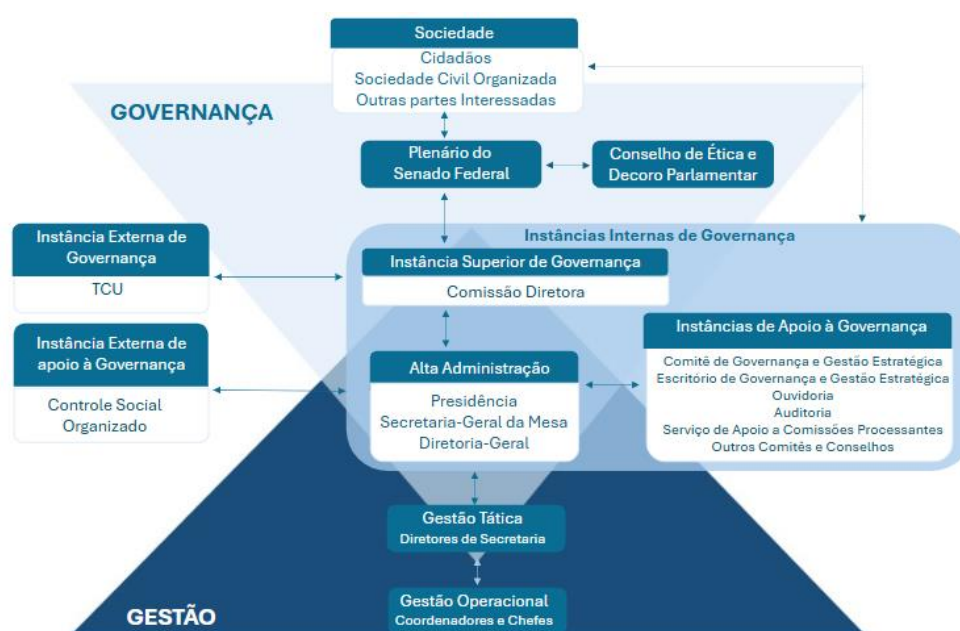 Sociedade
Cidadãos
Sociedade Civil Organizada
Outras partes Interessadas
GOVERNANÇA
Plenário do
Senado Federal
Conselho de Ética e
Decoro Parlamentar
Instância Externa de
Governança
TCU
Instâncias Internas de Governança
Instância Superior de Governança
Comissão Diretora
Instância Externa de
apoio à Governança
Controle Social
Organizado
Alta Administração
Presidência
Secretaria-Geral da Mesa
Diretoria-Geral
Instâncias de Apoio à Governança
Comitê de Governança e Gestão Estratégica
Escritório de Governança e Gestão Estratégica
Ouvidoria
Auditoria
Serviço de Apoio a Comissões Processantes
Outros Comitês e Conselhos
Gestão Tática
Diretores de Secretaria
Gestão Operacional
Coordenadores e Chefes
GESTÃO